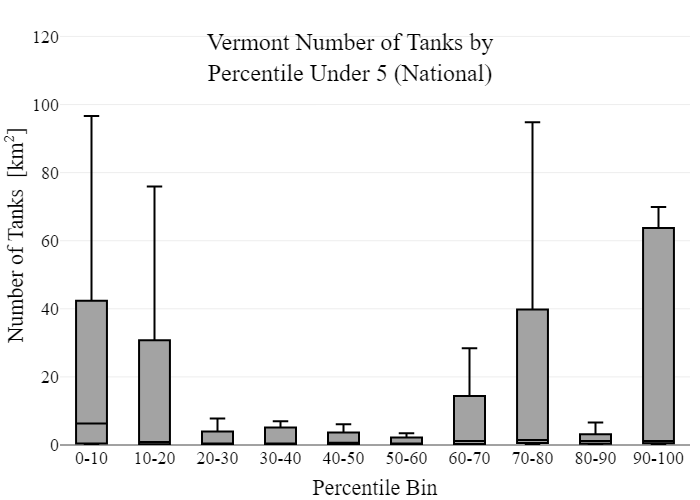 Vermont Number of Tanks by
Percentile Under 5 (National)
Number of Tanks [km²]
120
100
80
60
40
20
0
0-10 10-20 20-30 30-40 40-50 50-60 60-70 70-80 80-90 90-100
Percentile Bin